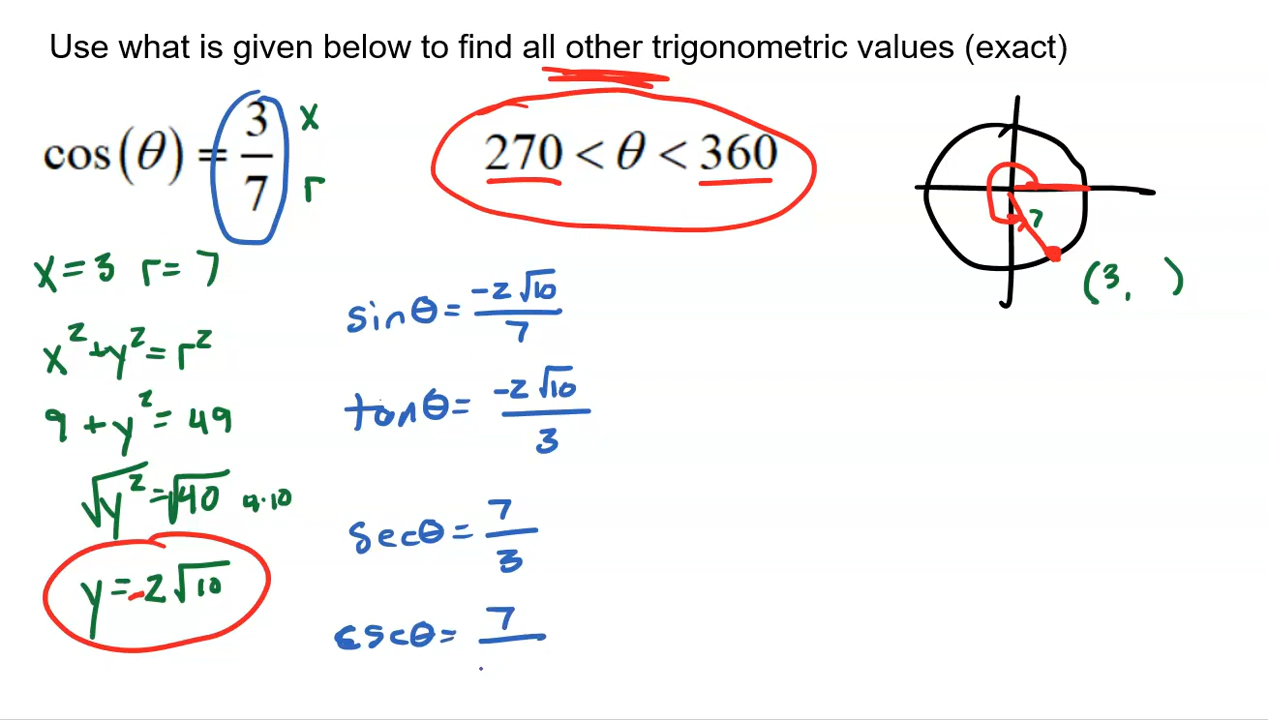 Use what is given below to find all other trigonometric values (exact)
cos(θ) = 3/7 x r
270 < θ < 360
7
(3, )
x=3 r=7
x²+y²=r²
9+y²=49
√y²=√40 4·10
y=-2√10
sinθ= -2√10/7
tanθ= -2√10/3
secθ= 7/3
cscθ= 7/